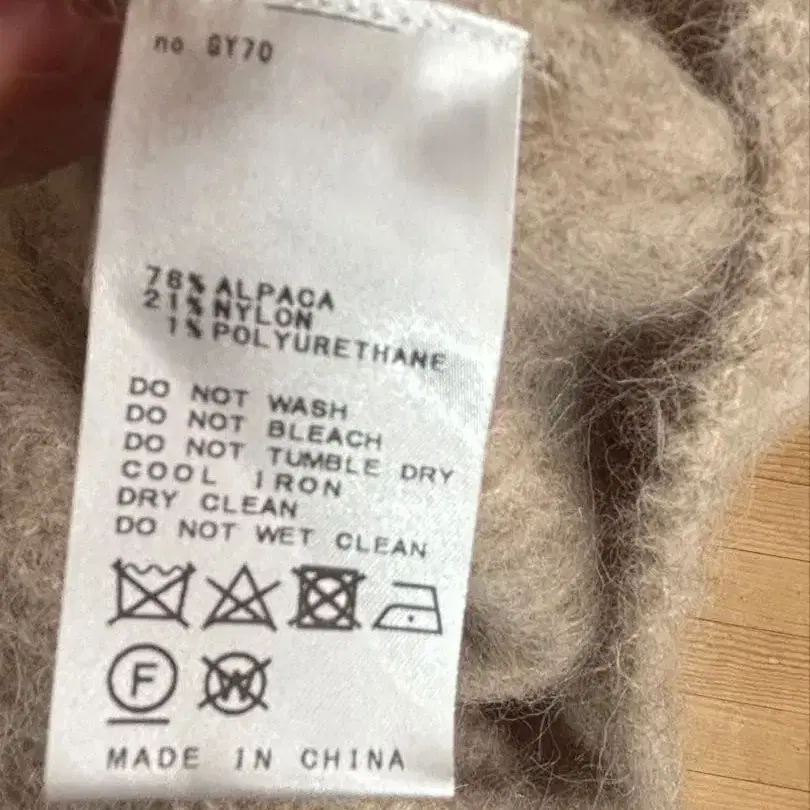 no GY70
78% ALPACA
21% NYLON
1% POLYURETHANE
DO NOT WASH
DO NOT BLEACH
DO NOT TUMBLE DRY
COOL IRON
DRY CLEAN
DO NOT WET CLEAN
F W
MADE IN CHINA